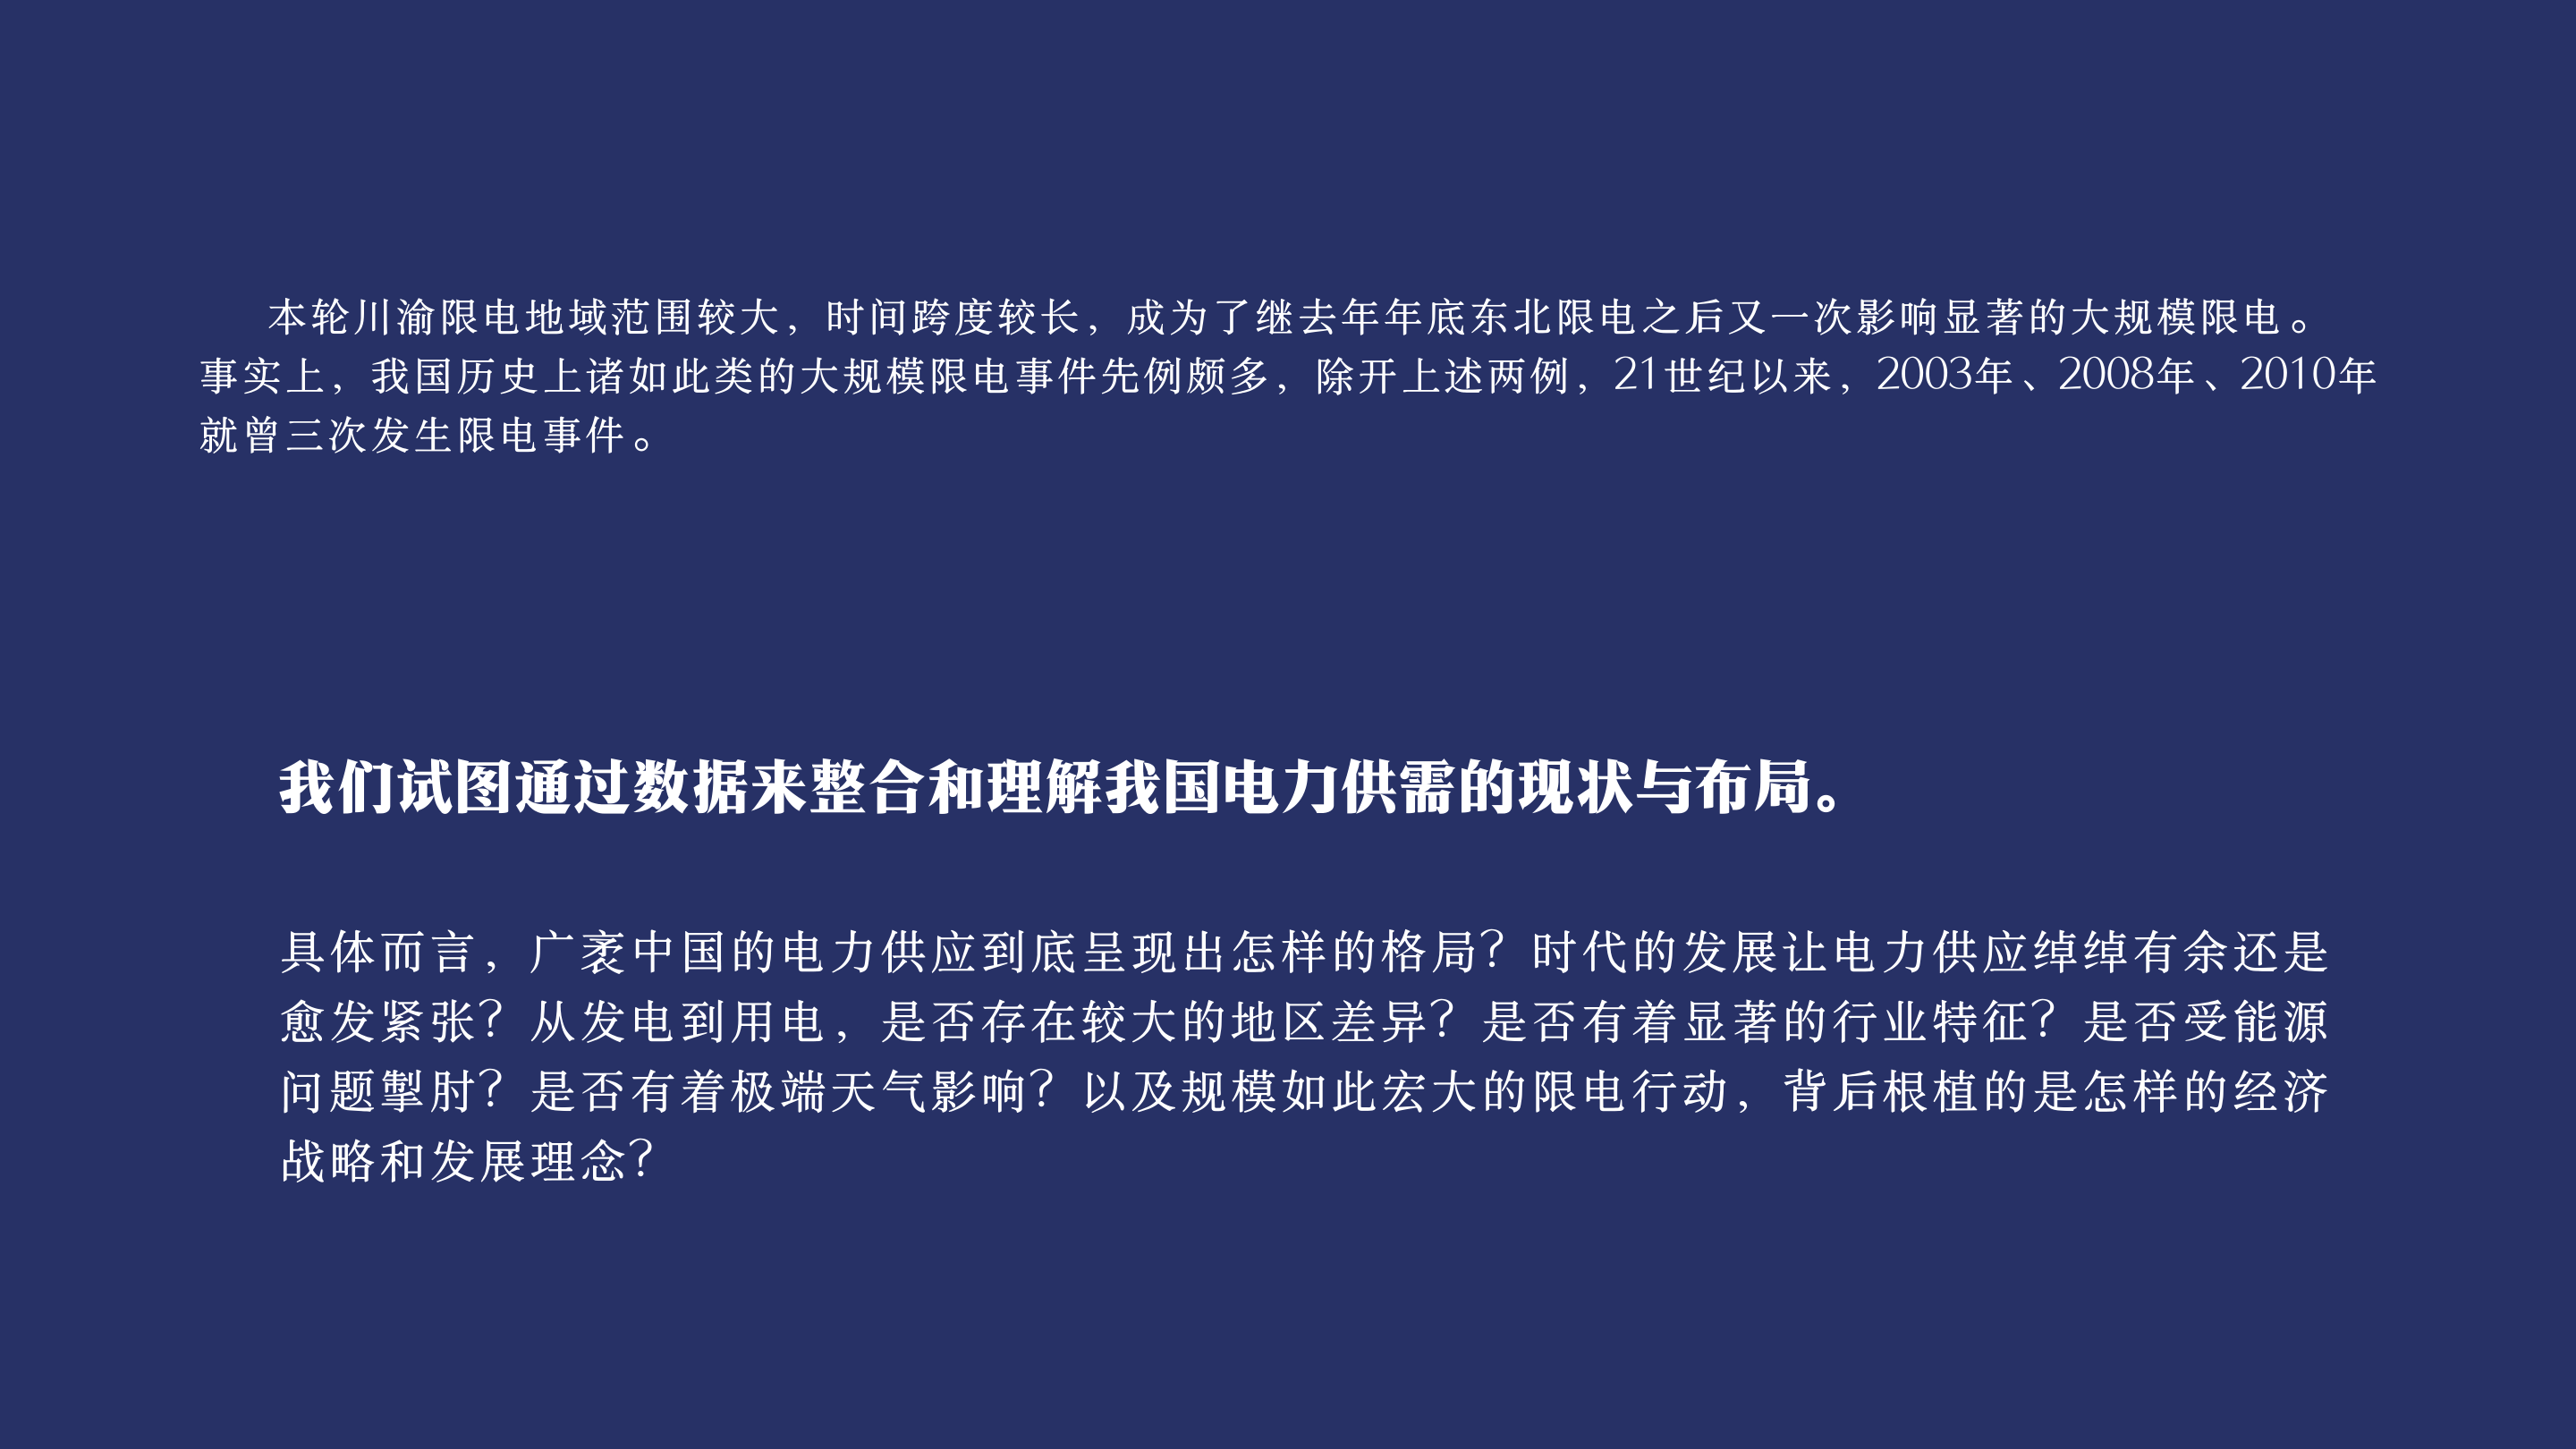 本轮川渝限电地域范围较大，时间跨度较长，成为了继去年年底东北限电之后又一次影响显著的大规模限电。
事实上，我国历史上诸如此类的大规模限电事件先例颇多，除开上述两例，21世纪以来，2003年、2008年、2010年
就曾三次发生限电事件。
我们试图通过数据来整合和理解我国电力供需的现状与布局。
具体而言，广袤中国的电力供应到底呈现出怎样的格局？时代的发展让电力供应绰绰有余还是
愈发紧张？从发电到用电，是否存在较大的地区差异？是否有着显著的行业特征？是否受能源
问题掣肘？是否有着极端天气影响？以及规模如此宏大的限电行动，背后根植的是怎样的经济
战略和发展理念？